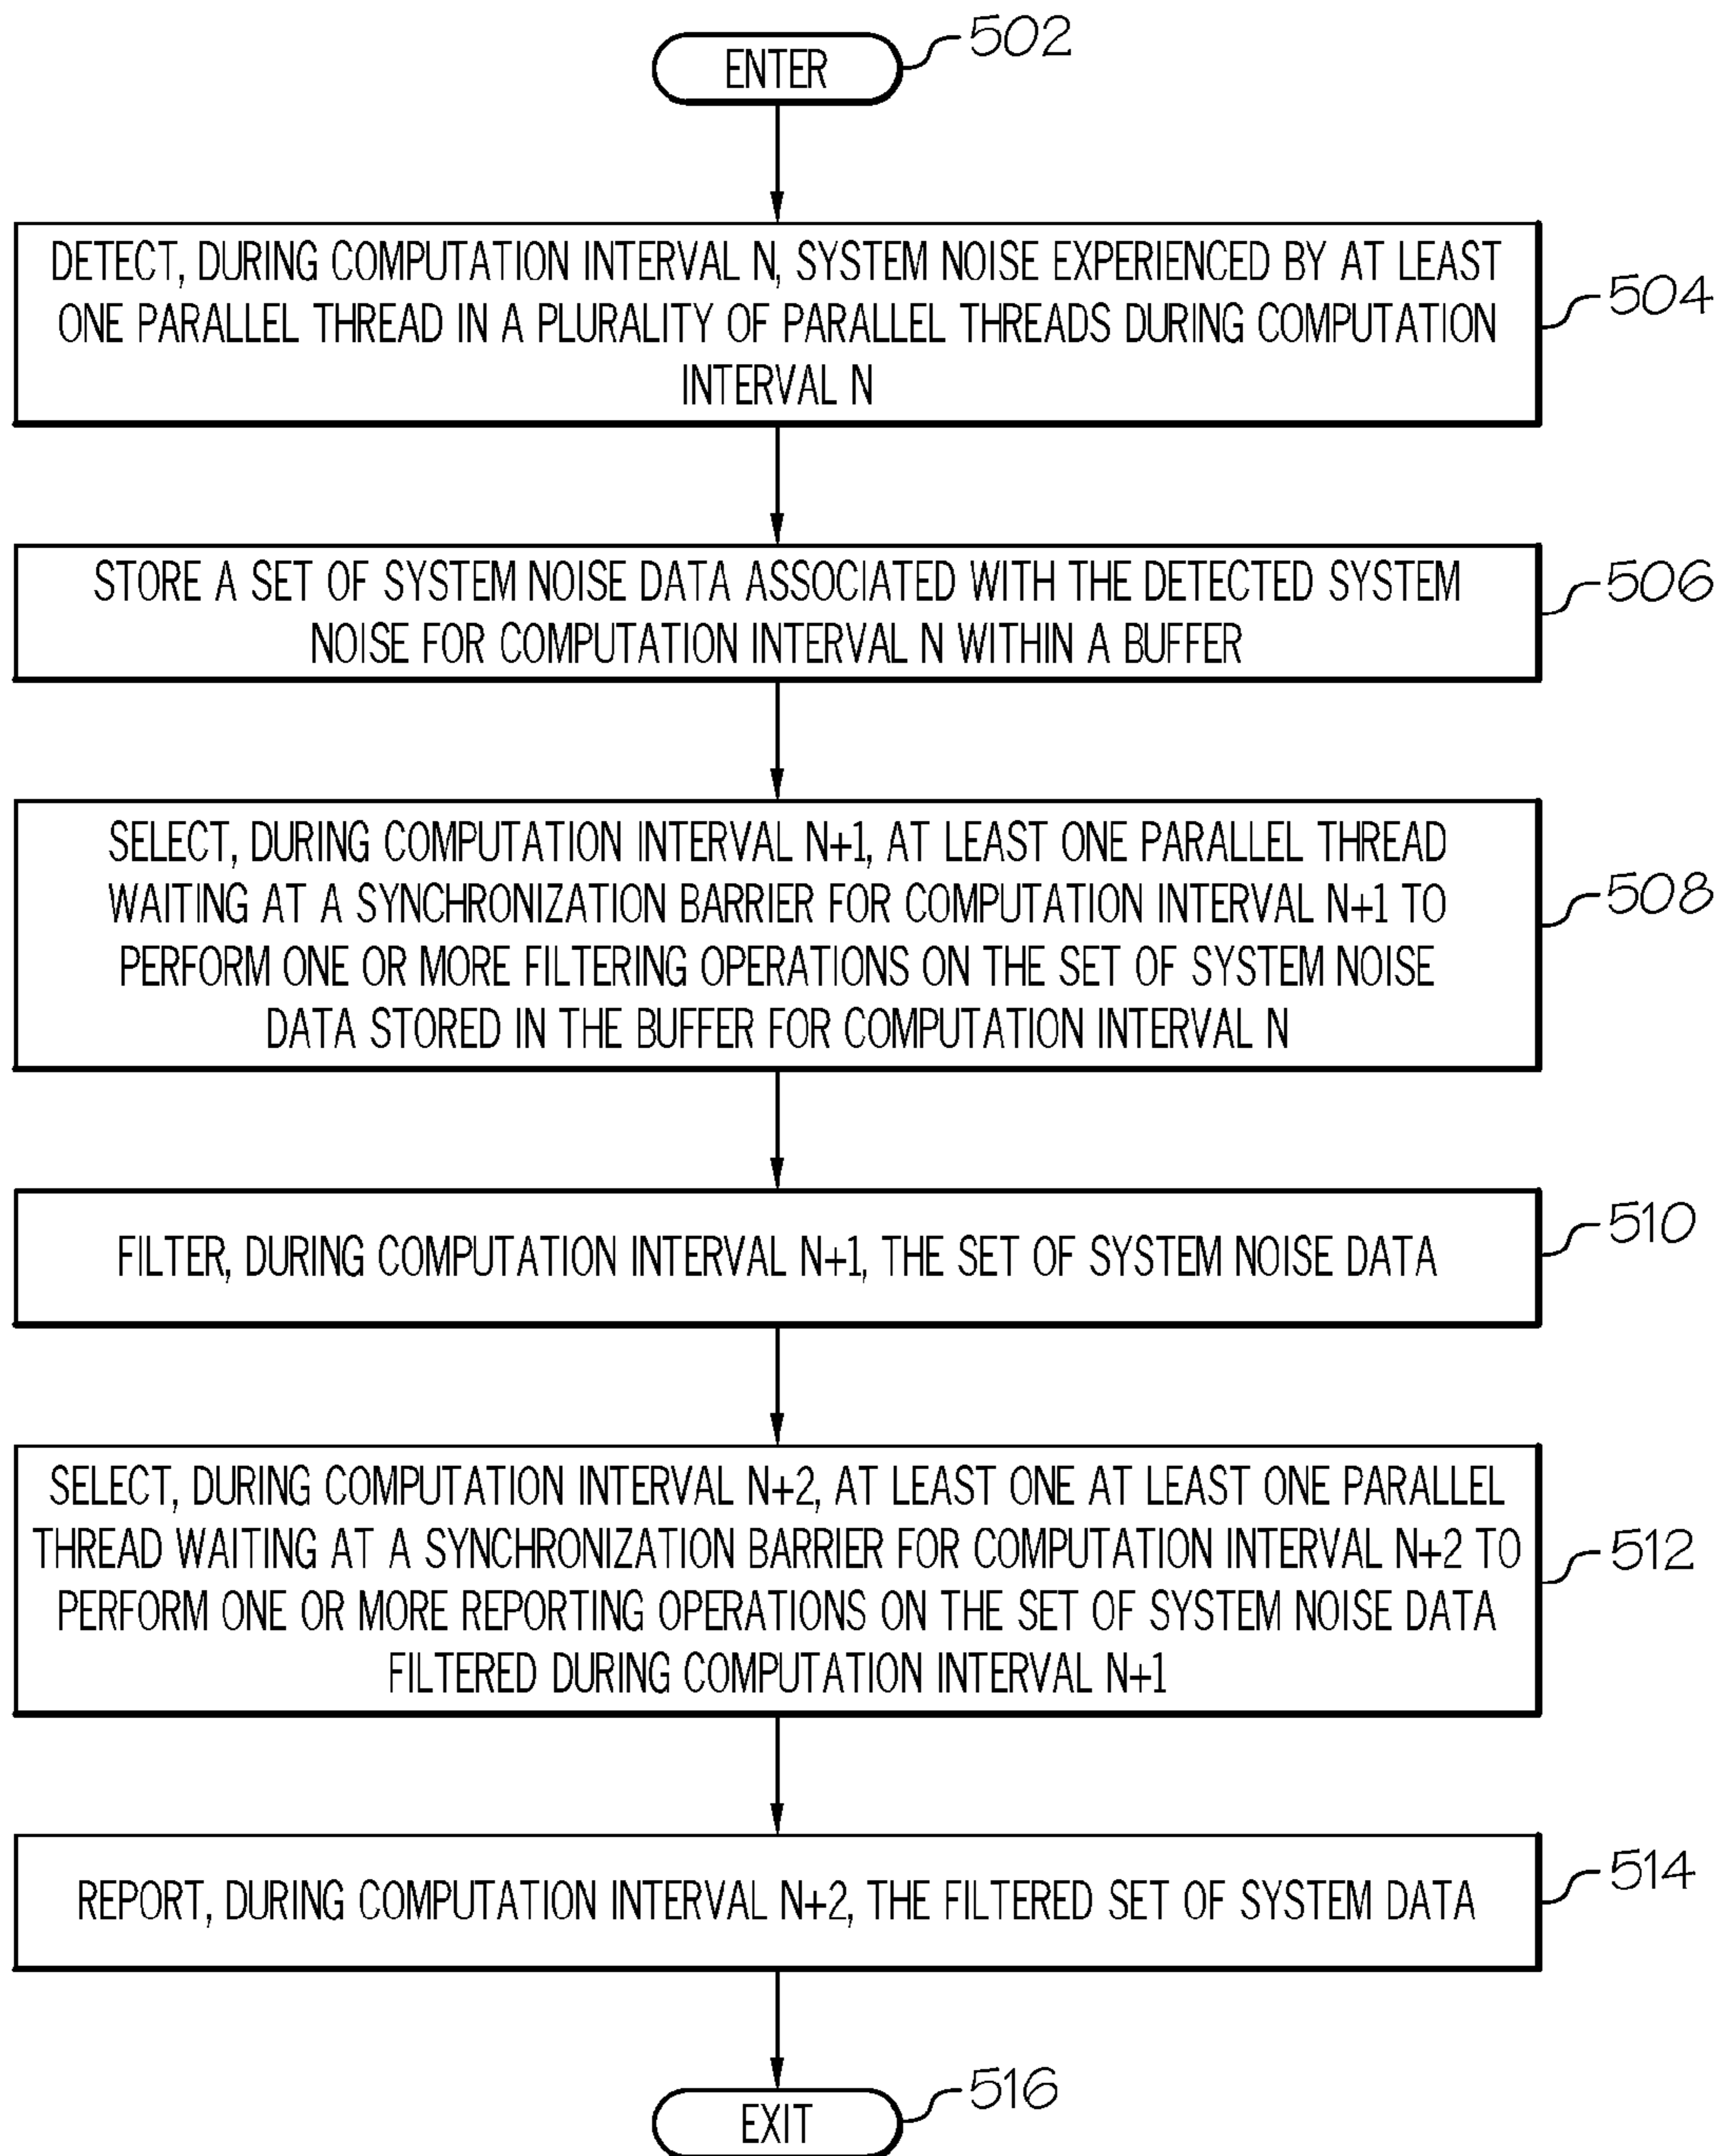 ENTER
502
DETECT, DURING COMPUTATION INTERVAL N, SYSTEM NOISE EXPERIENCED BY AT LEAST
ONE PARALLEL THREAD IN A PLURALITY OF PARALLEL THREADS DURING COMPUTATION
INTERVAL N
504
STORE A SET OF SYSTEM NOISE DATA ASSOCIATED WITH THE DETECTED SYSTEM
NOISE FOR COMPUTATION INTERVAL N WITHIN A BUFFER
506
SELECT, DURING COMPUTATION INTERVAL N+1, AT LEAST ONE PARALLEL THREAD
WAITING AT A SYNCHRONIZATION BARRIER FOR COMPUTATION INTERVAL N+1 TO
PERFORM ONE OR MORE FILTERING OPERATIONS ON THE SET OF SYSTEM NOISE
DATA STORED IN THE BUFFER FOR COMPUTATION INTERVAL N
508
FILTER, DURING COMPUTATION INTERVAL N+1, THE SET OF SYSTEM NOISE DATA
510
SELECT, DURING COMPUTATION INTERVAL N+2, AT LEAST ONE AT LEAST ONE PARALLEL
THREAD WAITING AT A SYNCHRONIZATION BARRIER FOR COMPUTATION INTERVAL N+2 TO
PERFORM ONE OR MORE REPORTING OPERATIONS ON THE SET OF SYSTEM NOISE DATA
FILTERED DURING COMPUTATION INTERVAL N+1
512
REPORT, DURING COMPUTATION INTERVAL N+2, THE FILTERED SET OF SYSTEM DATA
514
EXIT
516